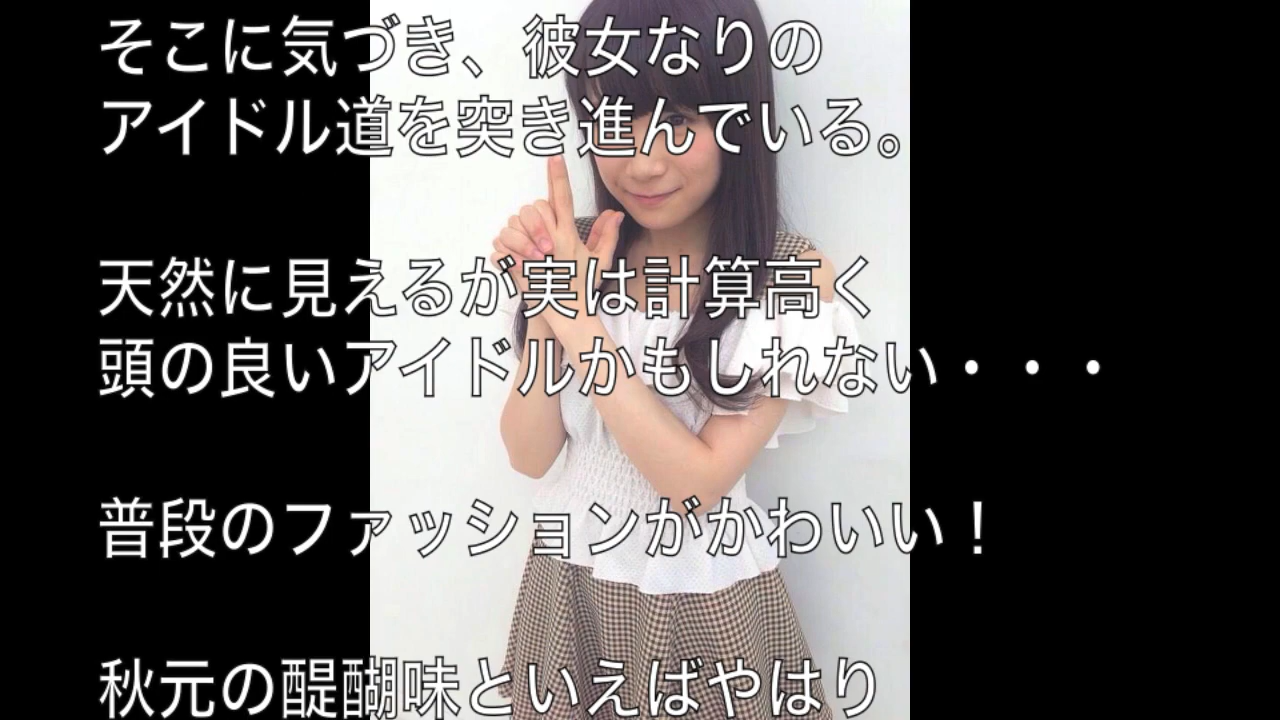 そこに気づき、彼女なりの
アイドル道を突き進んでいる。
天然に見えるが実は計算高く
頭の良いアイドルかもしれない・・・
普段のファッションがかわいい！
秋元の醍醐味といえばやはり